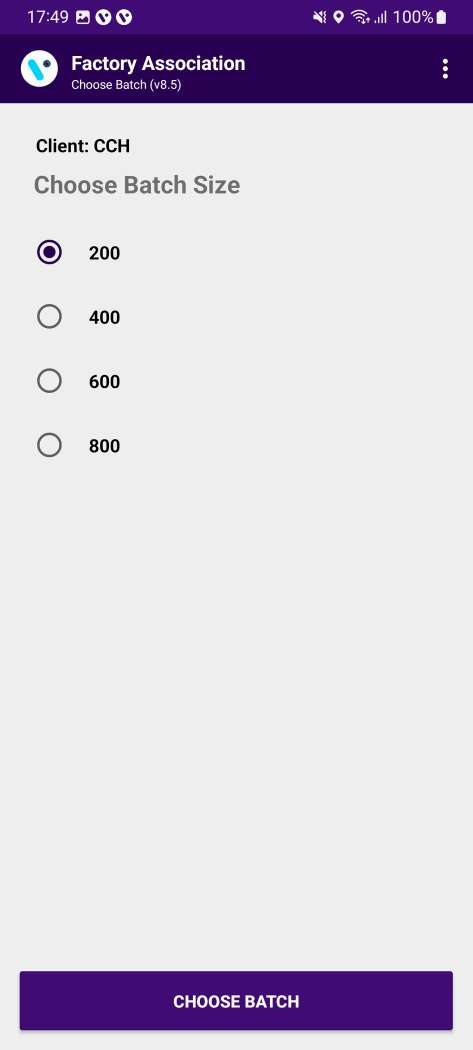 17:49 100%
Factory Association
Choose Batch (v8.5)
Client: CCH
Choose Batch Size
200
400
600
800
CHOOSE BATCH